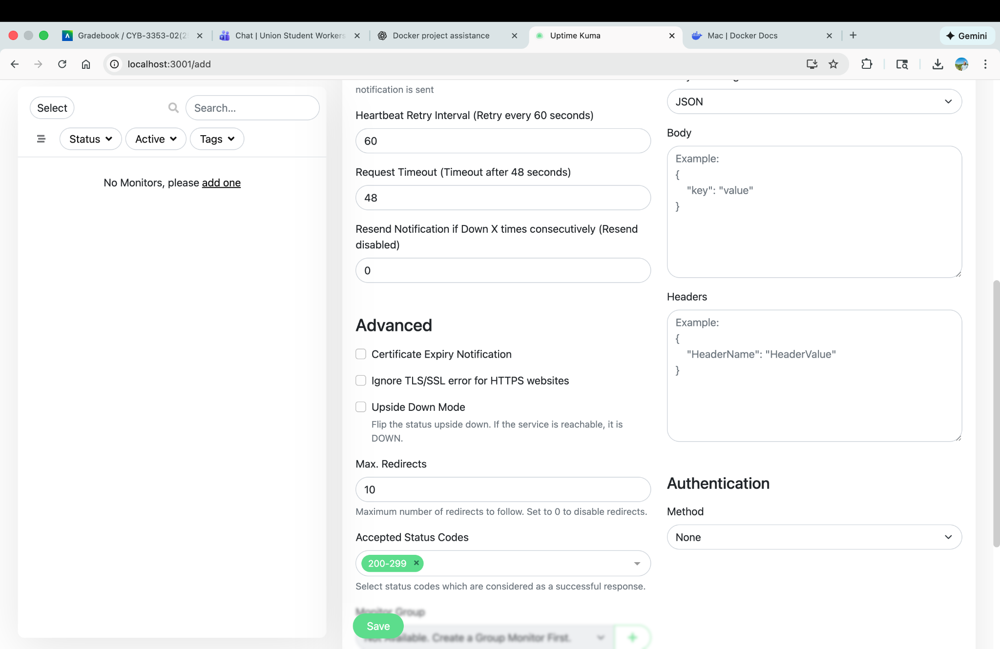 Gradebook / CYB-3353-02(2
Chat | Union Student Workers
Docker project assistance
Uptime Kuma
Mac | Docker Docs
Gemini
localhost:3001/add
Select
Search...
Status
Active
Tags
No Monitors, please add one
notification is sent
Heartbeat Retry Interval (Retry every 60 seconds)
60
Request Timeout (Timeout after 48 seconds)
48
Resend Notification if Down X times consecutively (Resend
disabled)
0
Advanced
Certificate Expiry Notification
Ignore TLS/SSL error for HTTPS websites
Upside Down Mode
Flip the status upside down. If the service is reachable, it is
DOWN.
Max. Redirects
10
Maximum number of redirects to follow. Set to 0 to disable redirects.
Accepted Status Codes
200-299
Select status codes which are considered as a successful response.
Monitor Group
Not Available. Create a Group Monitor First.
Save
JSON
Body
Example:
{
"key": "value"
}
Headers
Example:
{
"HeaderName": "HeaderValue"
}
Authentication
Method
None